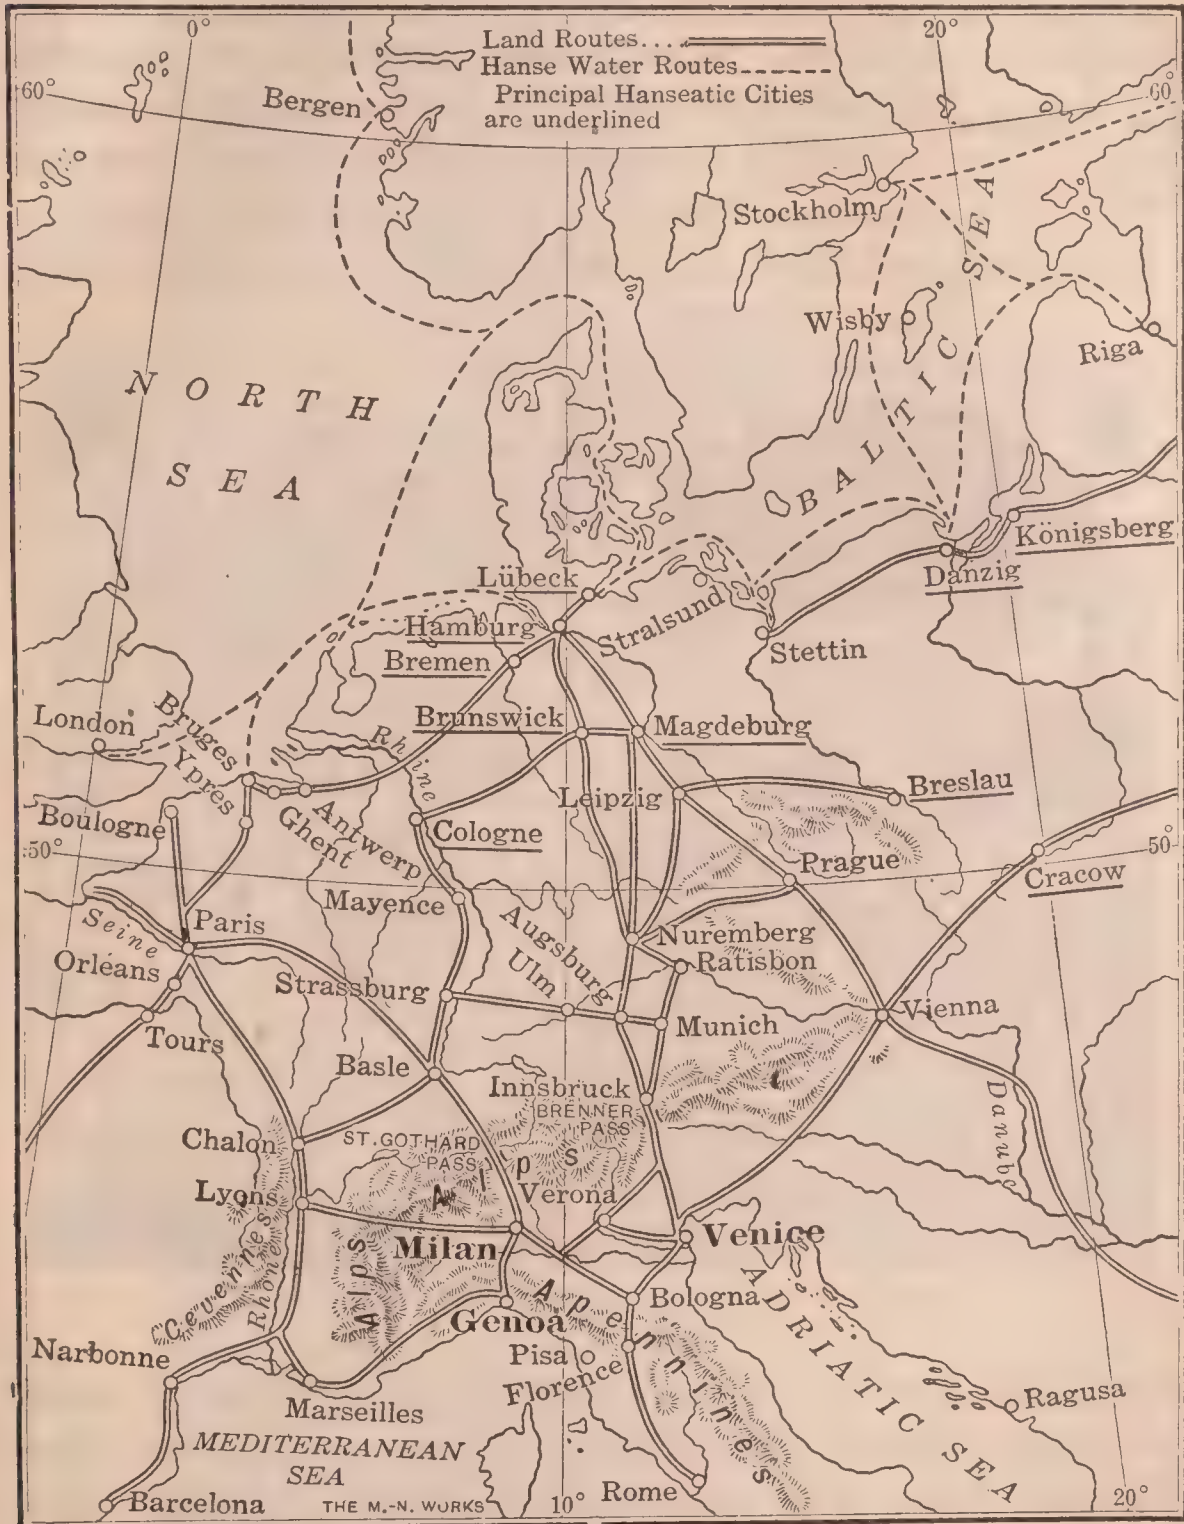 0°
20°
Land Routes....
Hanse Water Routes
Principal Hanseatic Cities
are underlined
60°
60°
Bergen
Stockholm
BALTIC SEA
Wisby
Riga
NORTH
SEA
Königsberg
Danzig
Lübeck
Stralsund
Hamburg
Bremen
Stettin
London
Bruges
Ypres
Rhine
Brunswick
Magdeburg
Leipzig
Breslau
Boulogne
Ghent
Antwerp
Cologne
50°
50°
Prague
Cracow
Mayence
Seine
Paris
Augsburg
Ulm
Nuremberg
Ratisbon
Orléans
Strassburg
Vienna
Tours
Munich
Basle
Innsbruck
BRENNER
PASS
Danube
Chalon
ST. GOTHARD
PASS
Alps
Lyons
Verona
Milan
Venice
Alps
Cevennes
Rhone
Genoa
Apennines
Bologna
ADRIATIC SEA
Narbonne
Pisa
Florence
Marseilles
Ragusa
MEDITERRANEAN
SEA
Barcelona
THE M.-N. WORKS
10°
Rome
20°